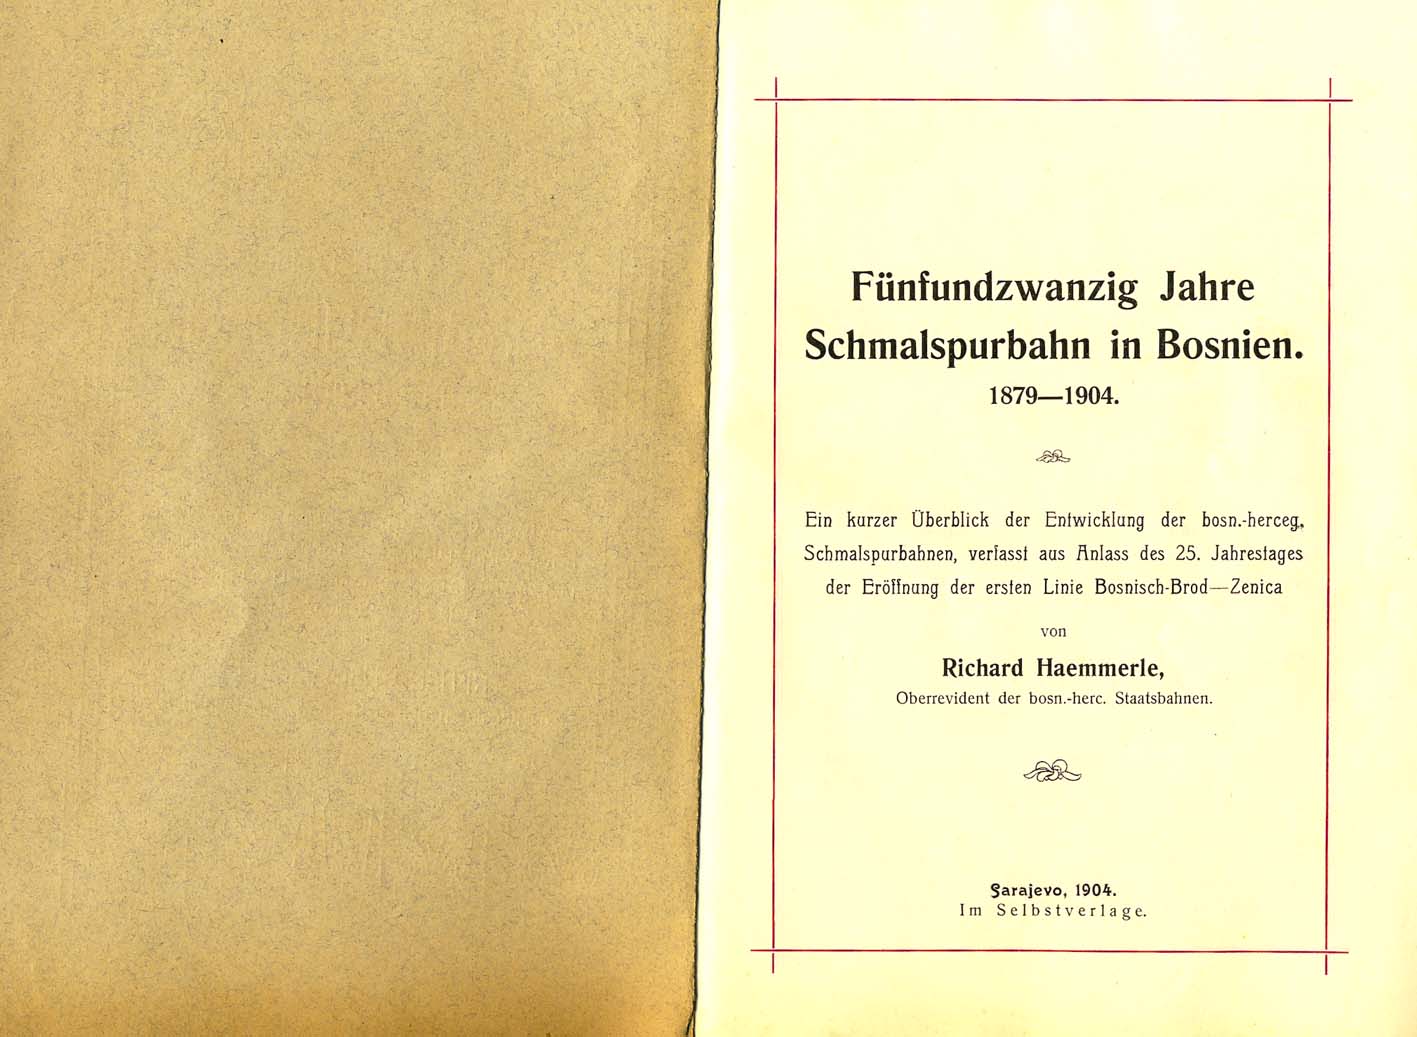 Fünfundzwanzig Jahre
Schmalspurbahn in Bosnien.
1879—1904.
Ein kurzer Überblick der Entwicklung der bosn.-herceg.
Schmalspurbahnen, verfasst aus Anlass des 25. Jahrestages
der Eröffnung der ersten Linie Bosnisch-Brod—Zenica
von
Richard Haemmerle,
Oberrevident der bosn.-herc. Staatsbahnen.
Sarajevo, 1904.
Im Selbstverlage.